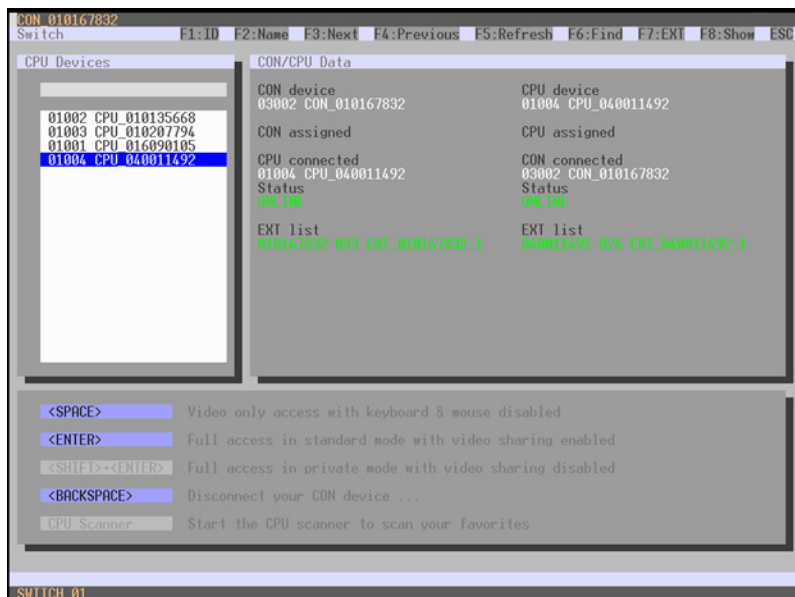 CON_010167832
Switch F1:ID F2:Name F3:Next F4:Previous F5:Refresh F6:Find F7:EXT F8:Show ESC
CPU Devices
01002 CPU_010135668
01003 CPU_010207794
01001 CPU_016090105
01004 CPU_040011492
CON/CPU Data
CON device CPU device
03002 CON_010167832 01004 CPU_040011492
CON assigned CPU assigned
CPU connected CON connected
01004 CPU_040011492 03002 CON_010167832
Status Status
ONLINE ONLINE
EXT list EXT list
010167832 033 EXT_010167832:1 040011492 026 EXT_040011492:1
<SPACE> Video only access with keyboard & mouse disabled
<ENTER> Full access in standard mode with video sharing enabled
<SHIFT>+<ENTER> Full access in private mode with video sharing disabled
<BACKSPACE> Disconnect your CON device ...
CPU Scanner Start the CPU scanner to scan your favorites
SWITCH_01